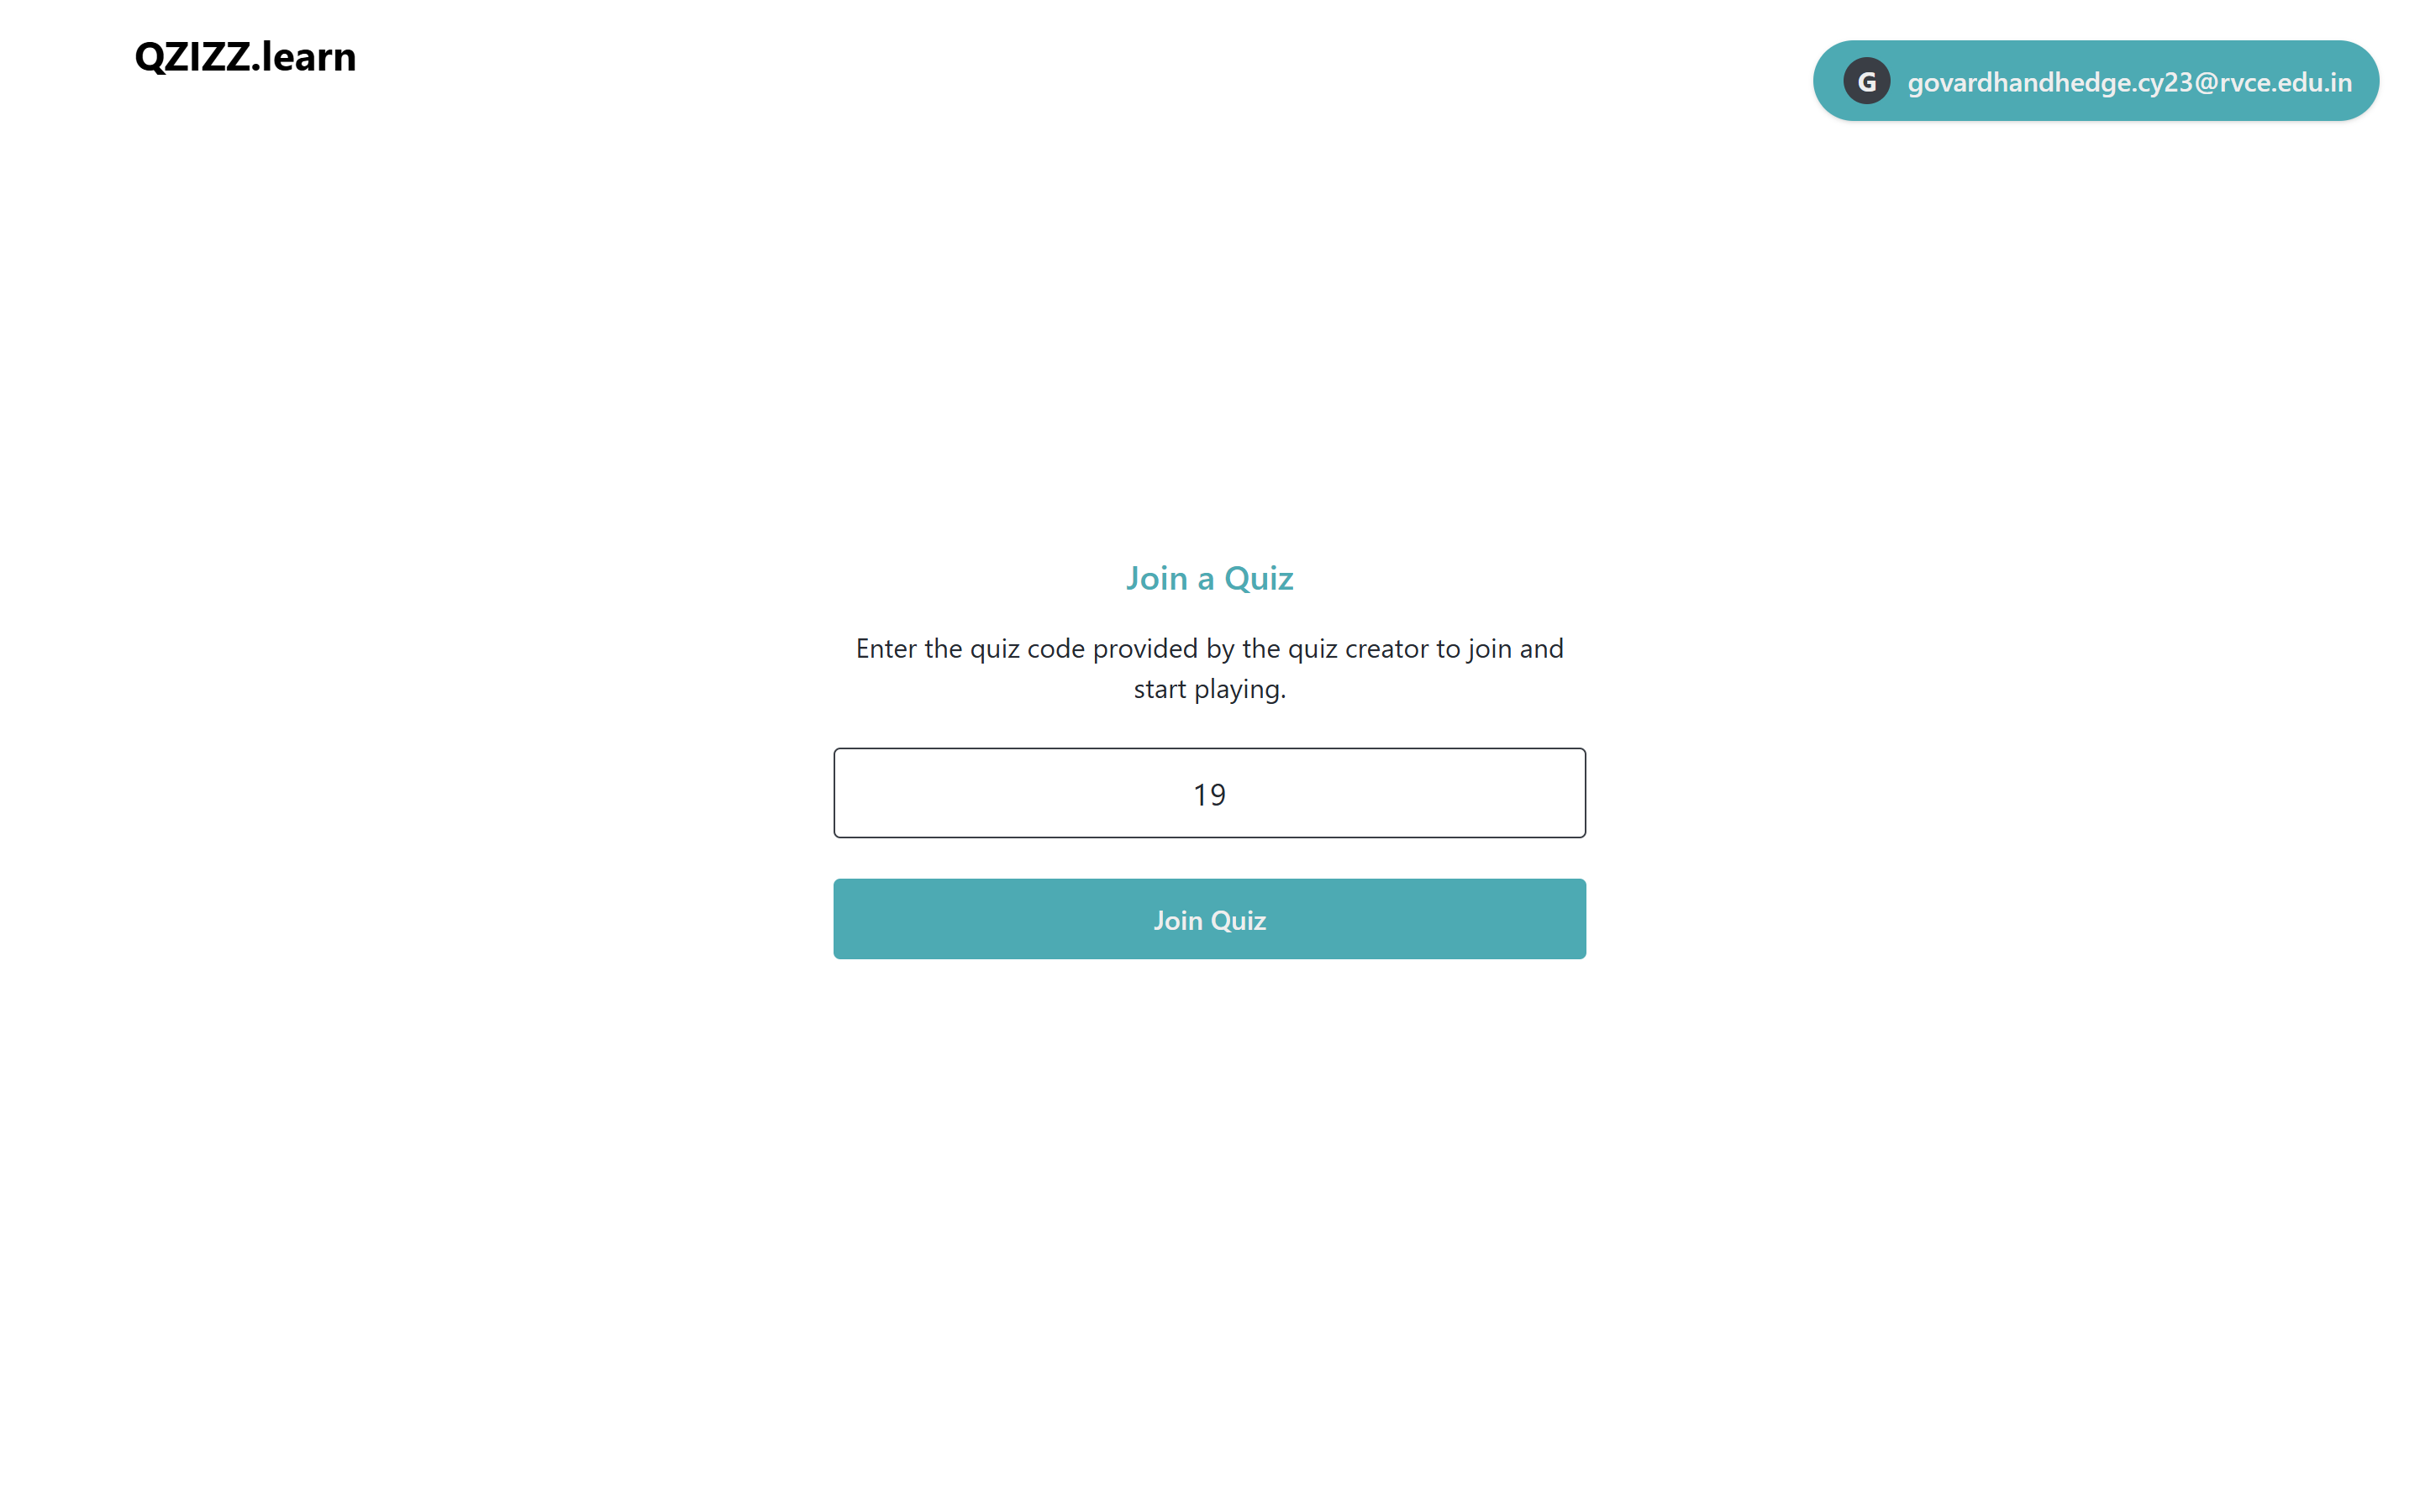 QZIZZ.learn
G govardhandhedge.cy23@rvce.edu.in
Join a Quiz
Enter the quiz code provided by the quiz creator to join and
start playing.
19
Join Quiz